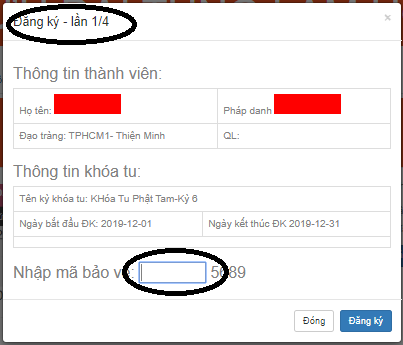 Đăng ký - lần 1/4
×
Thông tin thành viên:
Họ tên:
Pháp danh
Đạo tràng: TPHCM1- Thiện Minh
QL:
Thông tin khóa tu:
Tên kỳ khóa tu: KHóa Tu Phật Tam-Kỳ 6
Ngày bắt đầu ĐK: 2019-12-01
Ngày kết thúc ĐK 2019-12-31
Nhập mã bảo vệ: 5689
Đóng
Đăng ký